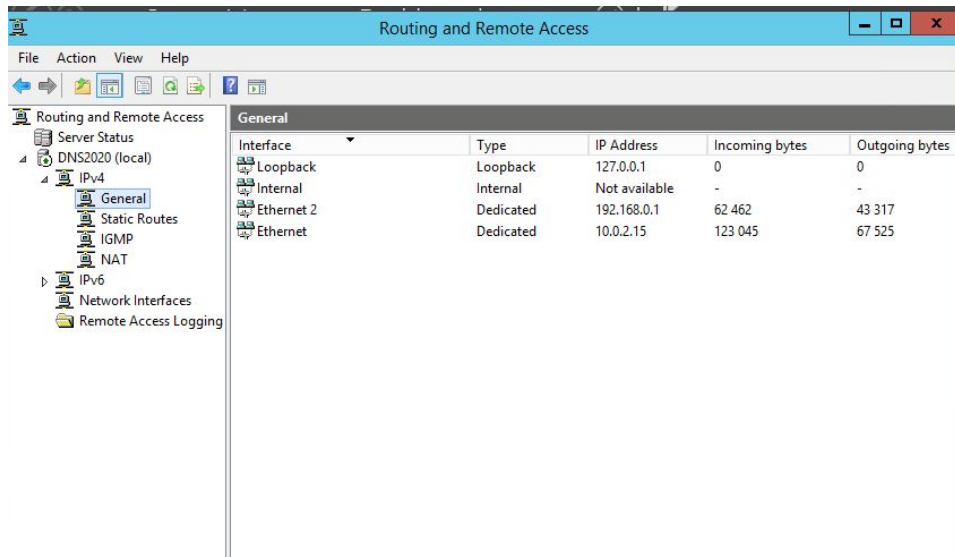 Routing and Remote Access
File Action View Help
Routing and Remote Access
Server Status
DNS2020 (local)
IPv4
General
Static Routes
IGMP
NAT
IPv6
Network Interfaces
Remote Access Logging
General
Interface Type IP Address Incoming bytes Outgoing bytes
Loopback Loopback 127.0.0.1 0 0
Internal Internal Not available - -
Ethernet 2 Dedicated 192.168.0.1 62 462 43 317
Ethernet Dedicated 10.0.2.15 123 045 67 525